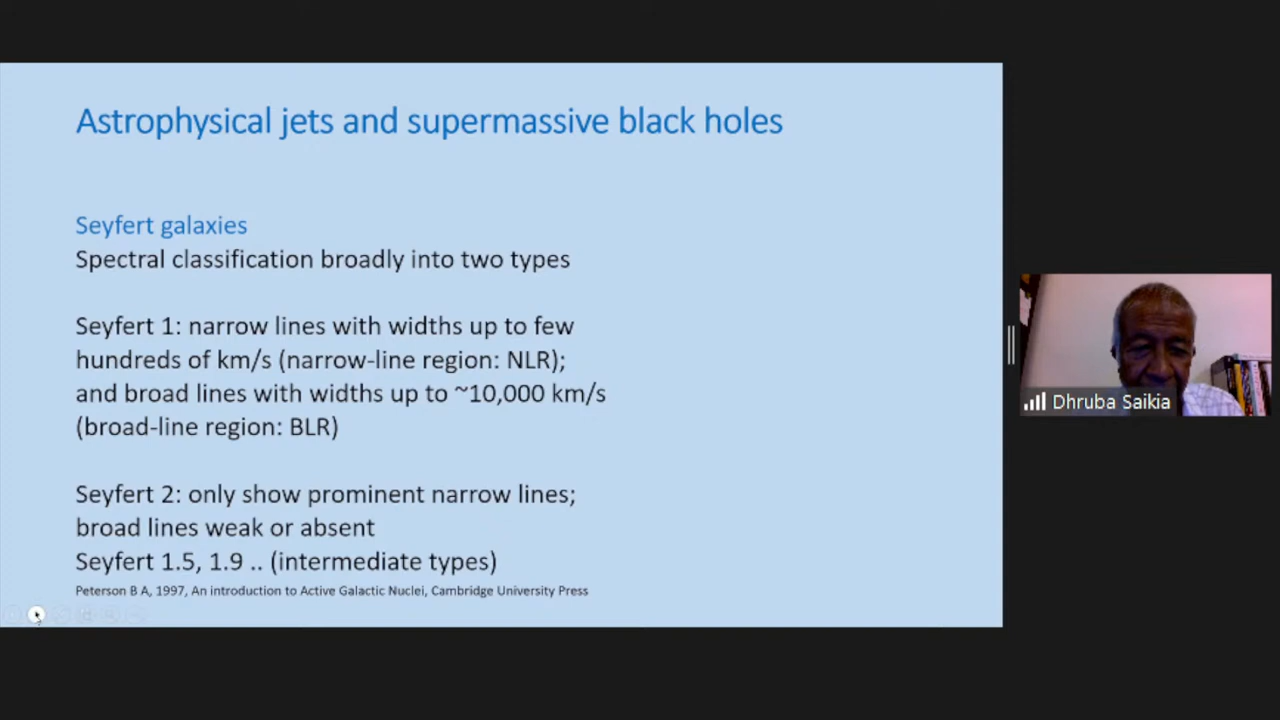 Astrophysical jets and supermassive black holes
Seyfert galaxies
Spectral classification broadly into two types
Seyfert 1: narrow lines with widths up to few
hundreds of km/s (narrow-line region: NLR);
and broad lines with widths up to ~10,000 km/s
(broad-line region: BLR)
Seyfert 2: only show prominent narrow lines;
broad lines weak or absent
Seyfert 1.5, 1.9 .. (intermediate types)
Peterson B A, 1997, An introduction to Active Galactic Nuclei, Cambridge University Press
Dhruba Saikia